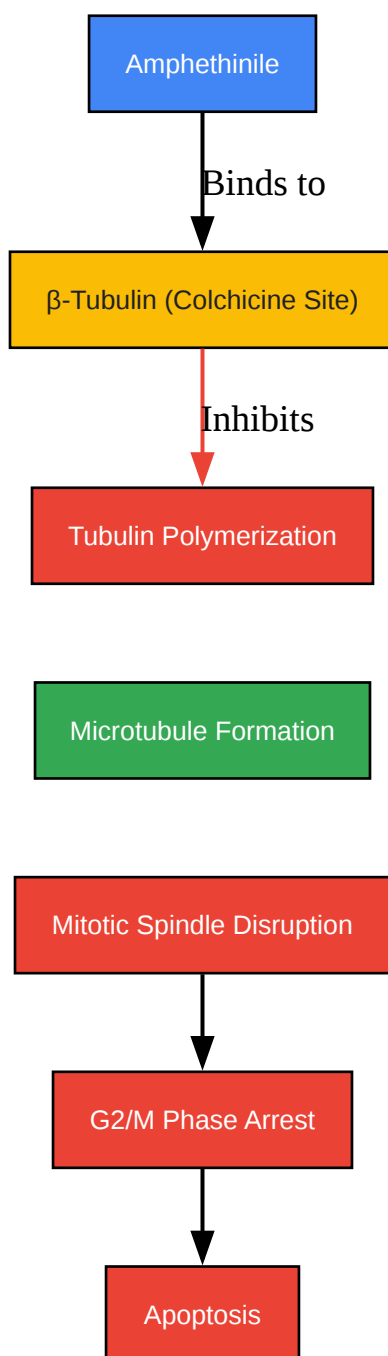 Amphethinile
Binds to
β-Tubulin (Colchicine Site)
Inhibits
Tubulin Polymerization
Microtubule Formation
Mitotic Spindle Disruption
G2/M Phase Arrest
Apoptosis